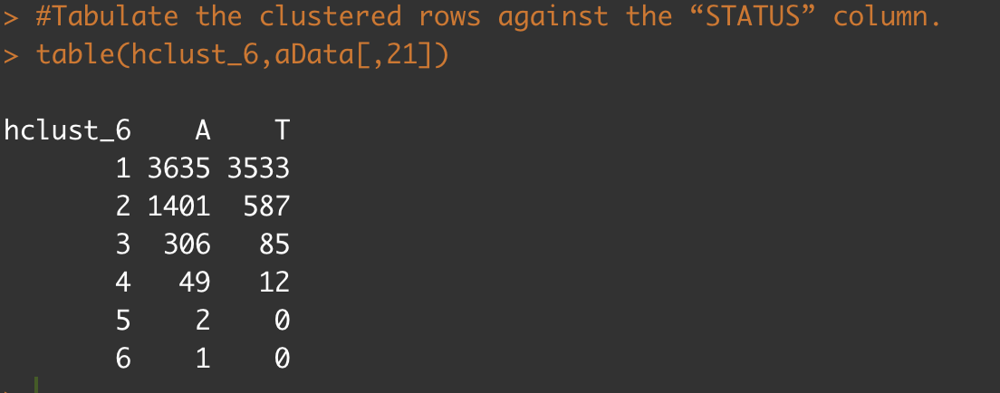 > #Tabulate the clustered rows against the “STATUS” column.
> table(hclust_6,aData[,21])
hclust_6 A T
1 3635 3533
2 1401 587
3 306 85
4 49 12
5 2 0
6 1 0